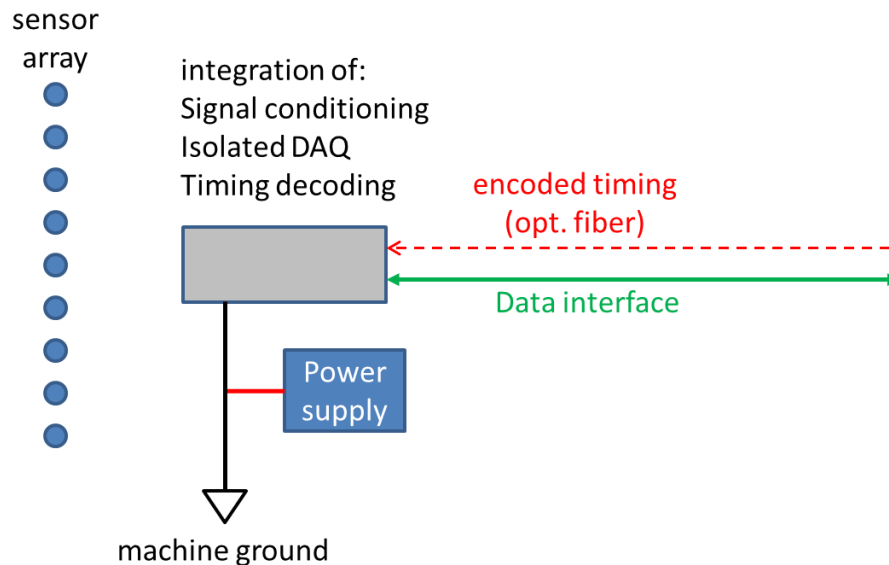 sensor
array
integration of:
Signal conditioning
Isolated DAQ
Timing decoding
encoded timing
(opt. fiber)
Data interface
Power
supply
machine ground